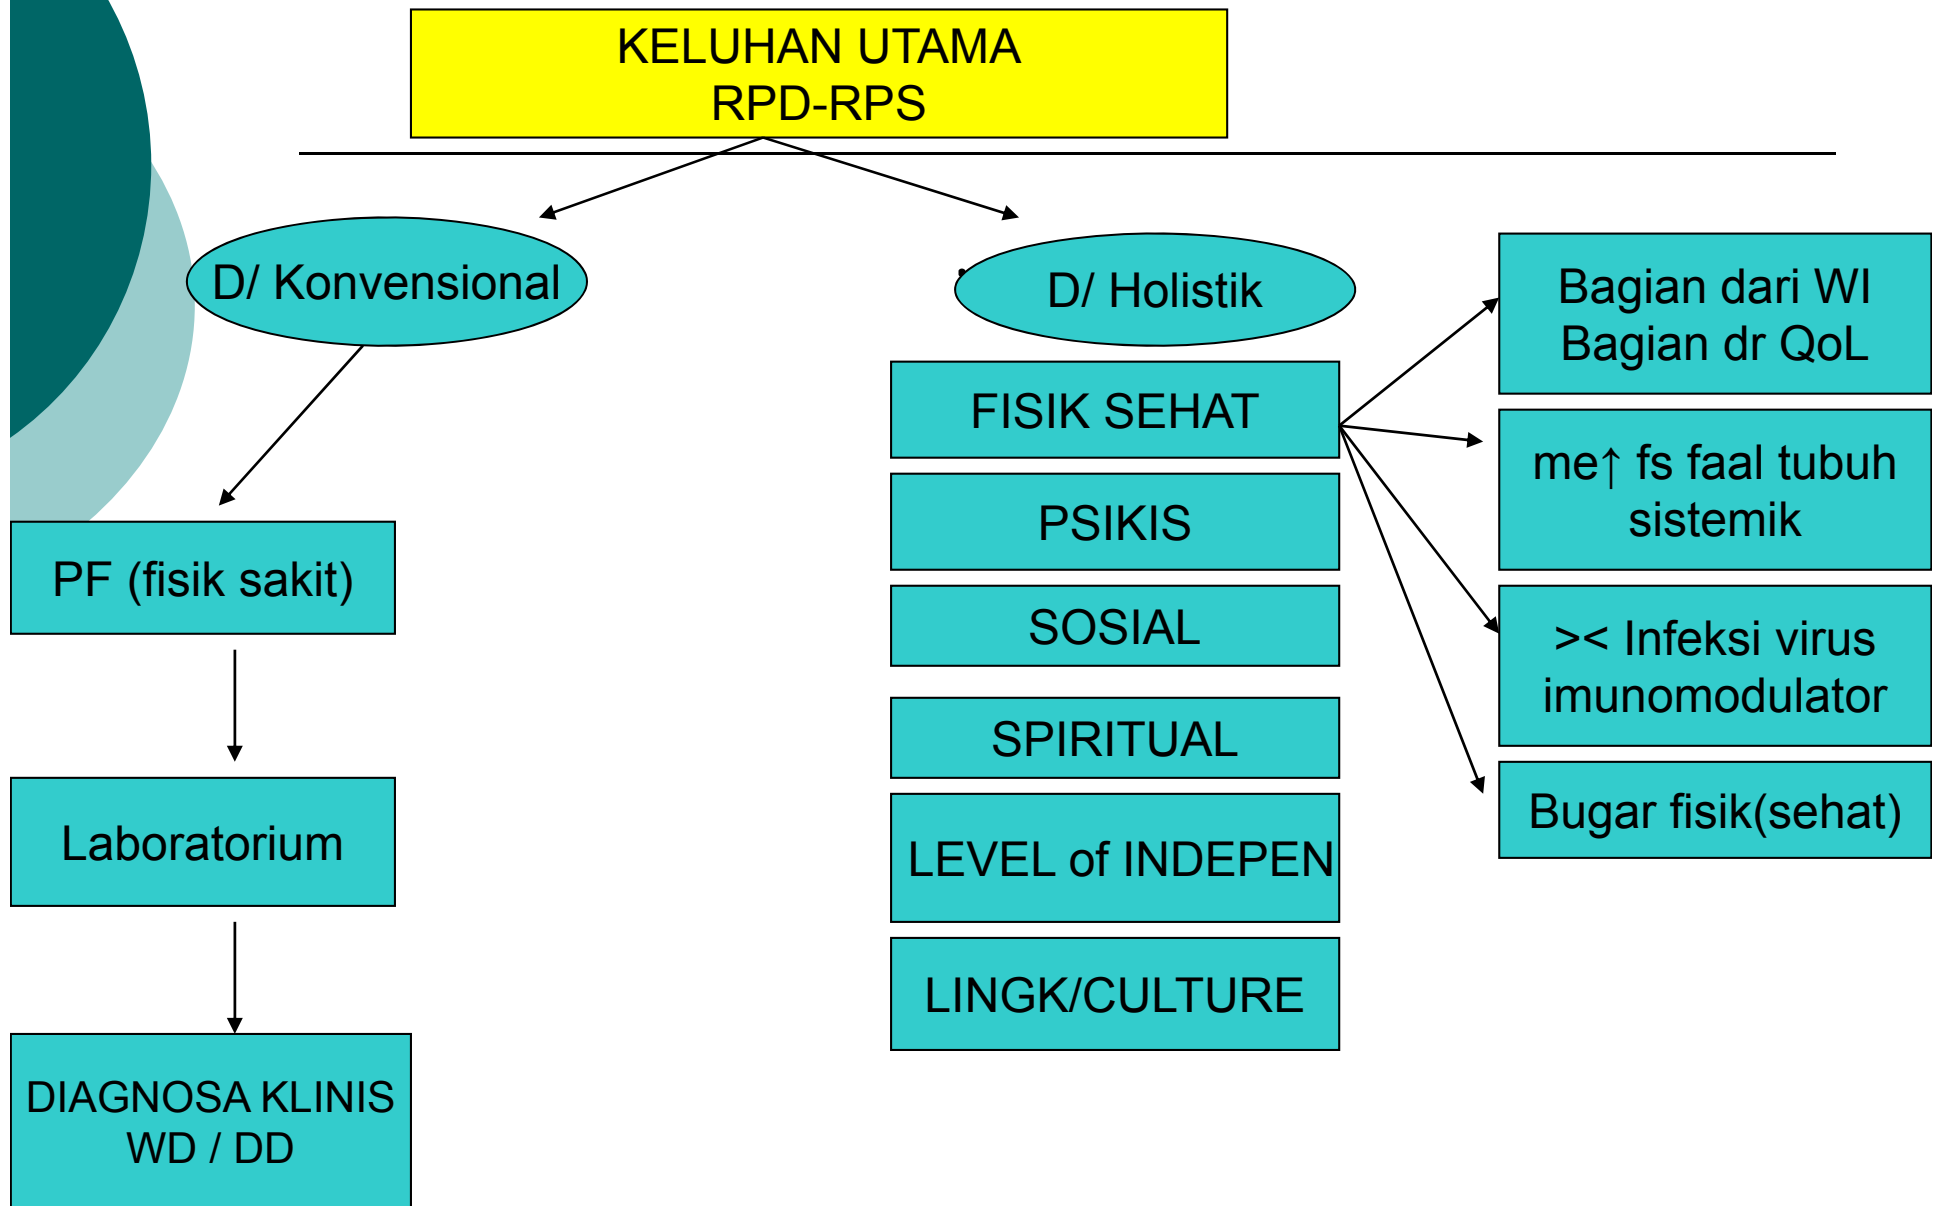 KELUHAN UTAMA
RPD-RPS
D/ Konvensional
PF (fisik sakit)
Laboratorium
DIAGNOSA KLINIS
WD / DD
D/ Holistik
FISIK SEHAT
PSIKIS
SOSIAL
SPIRITUAL
LEVEL of INDEPEN
LINGK/CULTURE
Bagian dari WI
Bagian dr QoL
me↑ fs faal tubuh
sistemik
>< Infeksi virus
imunomodulator
Bugar fisik(sehat)